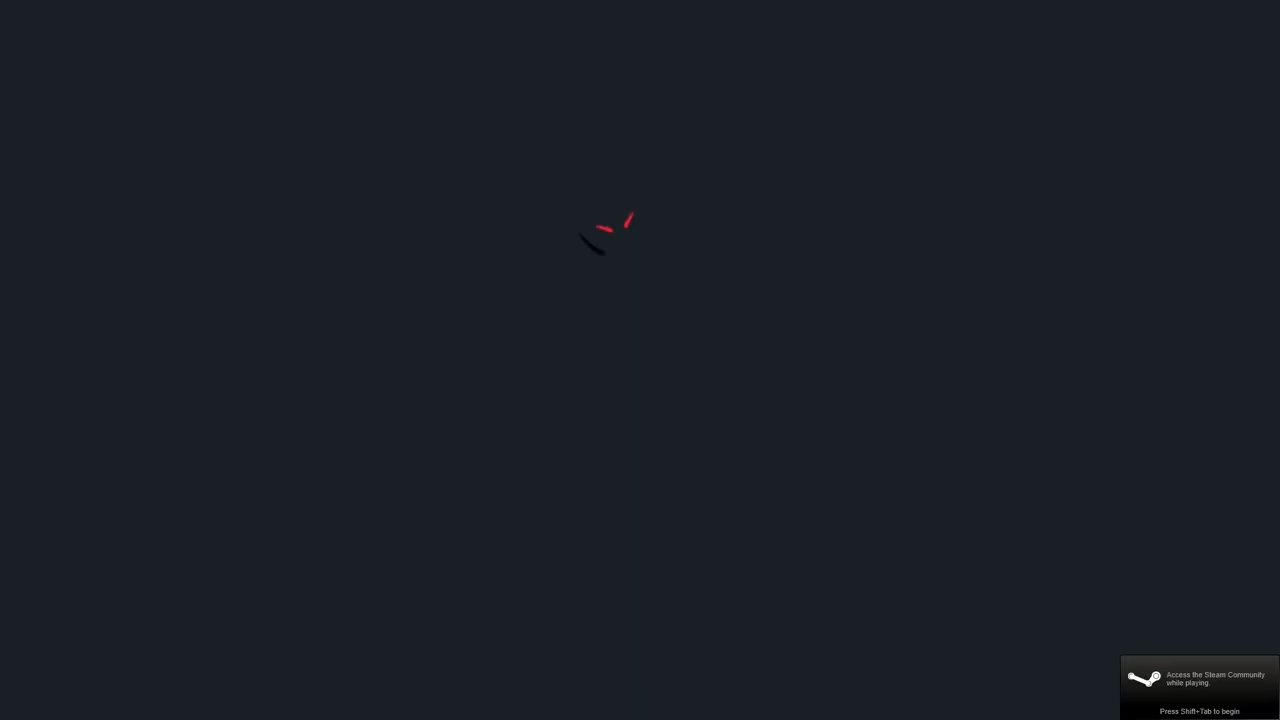 Access the Steam Community
while playing.
Press Shift+Tab to begin